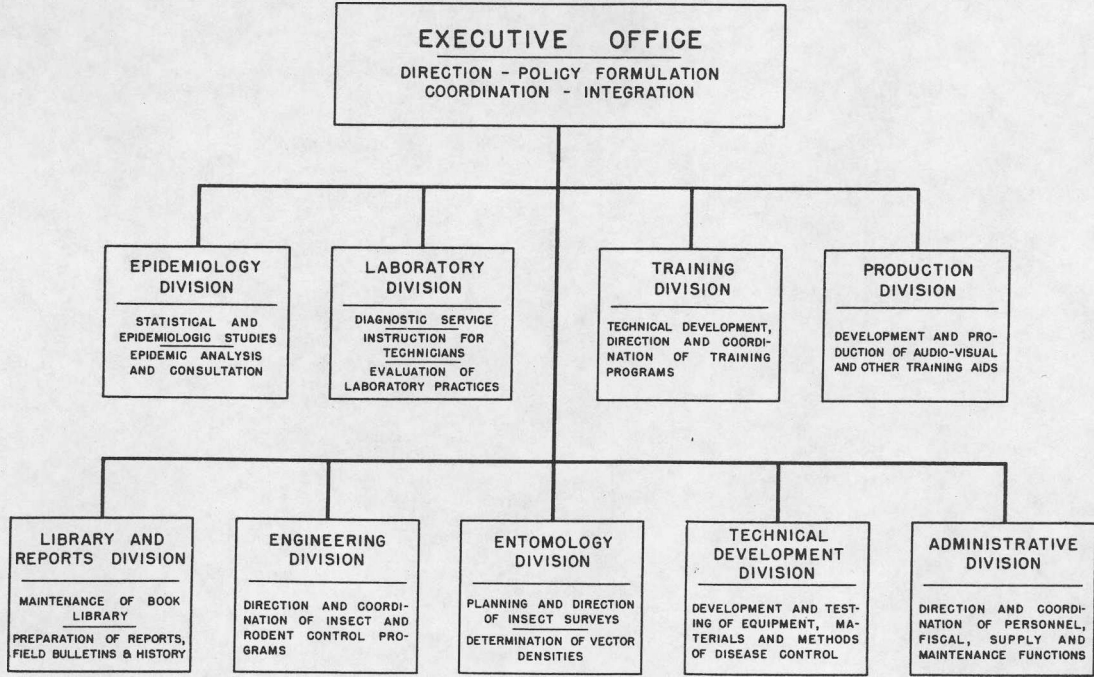 EXECUTIVE OFFICE
DIRECTION - POLICY FORMULATION
COORDINATION - INTEGRATION
EPIDEMIOLOGY
DIVISION
STATISTICAL AND
EPIDEMIOLOGIC STUDIES
EPIDEMIC ANALYSIS
AND CONSULTATION
LABORATORY
DIVISION
DIAGNOSTIC SERVICE
INSTRUCTION FOR
TECHNICIANS
EVALUATION OF
LABORATORY PRACTICES
TRAINING
DIVISION
TECHNICAL DEVELOPMENT,
DIRECTION AND COORDI-
NATION OF TRAINING
PROGRAMS
PRODUCTION
DIVISION
DEVELOPMENT AND PRO-
DUCTION OF AUDIO-VISUAL
AND OTHER TRAINING AIDS
LIBRARY AND
REPORTS DIVISION
MAINTENANCE OF BOOK
LIBRARY
PREPARATION OF REPORTS,
FIELD BULLETINS & HISTORY
ENGINEERING
DIVISION
DIRECTION AND COORDI-
NATION OF INSECT AND
RODENT CONTROL PRO-
GRAMS
ENTOMOLOGY
DIVISION
PLANNING AND DIRECTION
OF INSECT SURVEYS
DETERMINATION OF VECTOR
DENSITIES
TECHNICAL
DEVELOPMENT
DIVISION
DEVELOPMENT AND TEST-
ING OF EQUIPMENT, MA-
TERIALS AND METHODS
OF DISEASE CONTROL
ADMINISTRATIVE
DIVISION
DIRECTION AND COORDI-
NATION OF PERSONNEL,
FISCAL, SUPPLY AND
MAINTENANCE FUNCTIONS